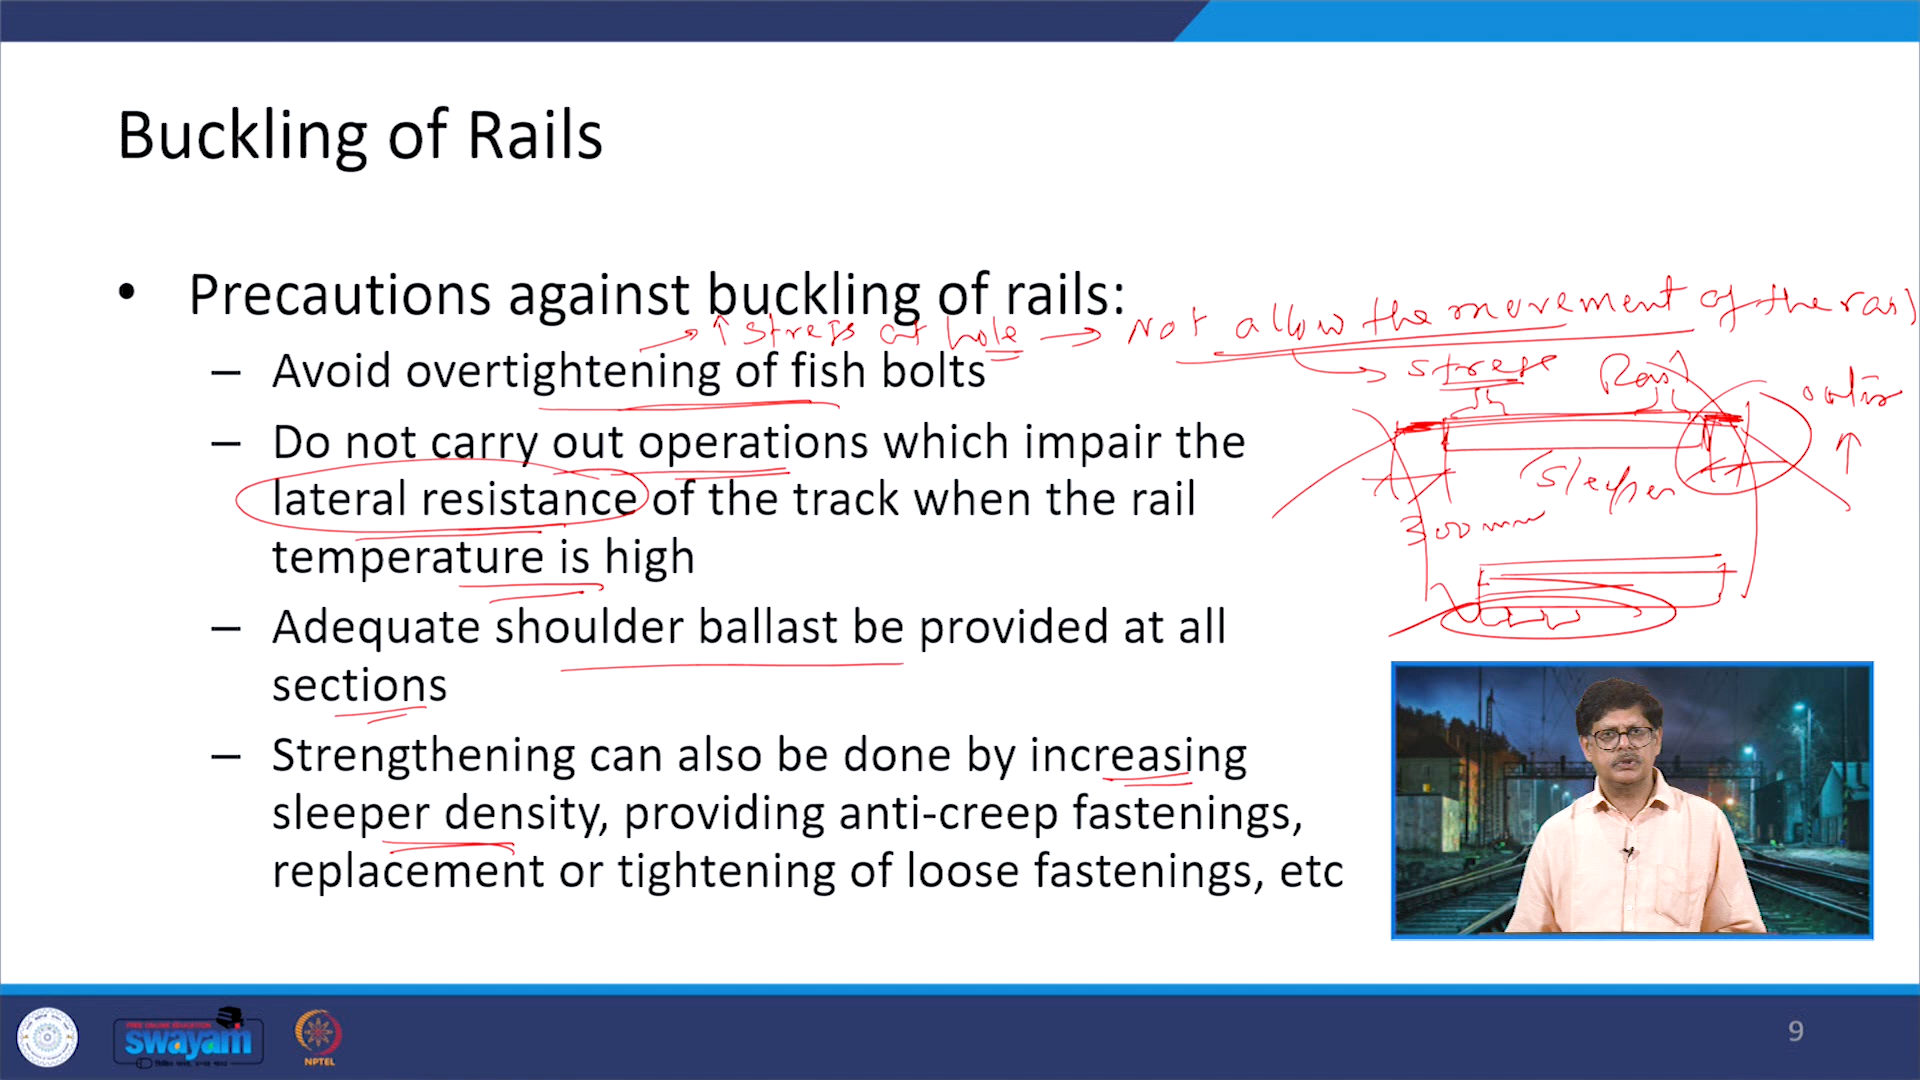 Buckling of Rails
• Precautions against buckling of rails:
→ ↑ stress at hole → Not allow the movement of the rail
– Avoid overtightening of fish bolts
→ stress
Rail
outer ↑
– Do not carry out operations which impair the
lateral resistance of the track when the rail
temperature is high
Sleeper
300 mm
– Adequate shoulder ballast be provided at all
sections
– Strengthening can also be done by increasing
sleeper density, providing anti-creep fastenings,
replacement or tightening of loose fastenings, etc
FREE ONLINE EDUCATION
swayam
NPTEL
9